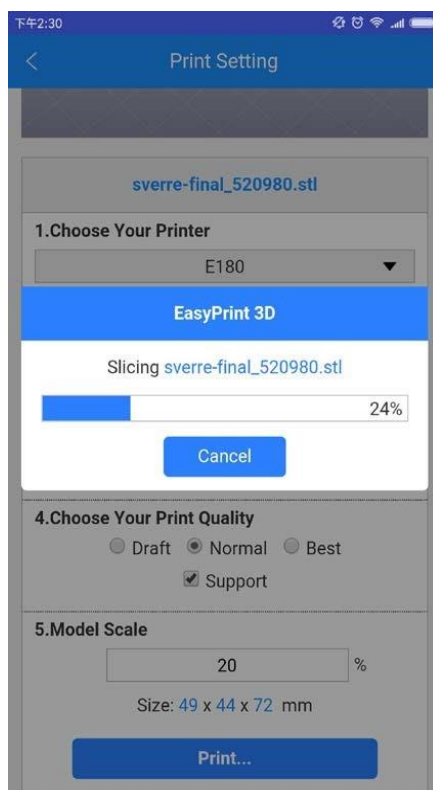 下午2:30
Print Setting
sverre-final_520980.stl
1.Choose Your Printer
E180
EasyPrint 3D
Slicing sverre-final_520980.stl
24%
Cancel
4.Choose Your Print Quality
Draft Normal Best
Support
5.Model Scale
20 %
Size: 49 x 44 x 72 mm
Print...